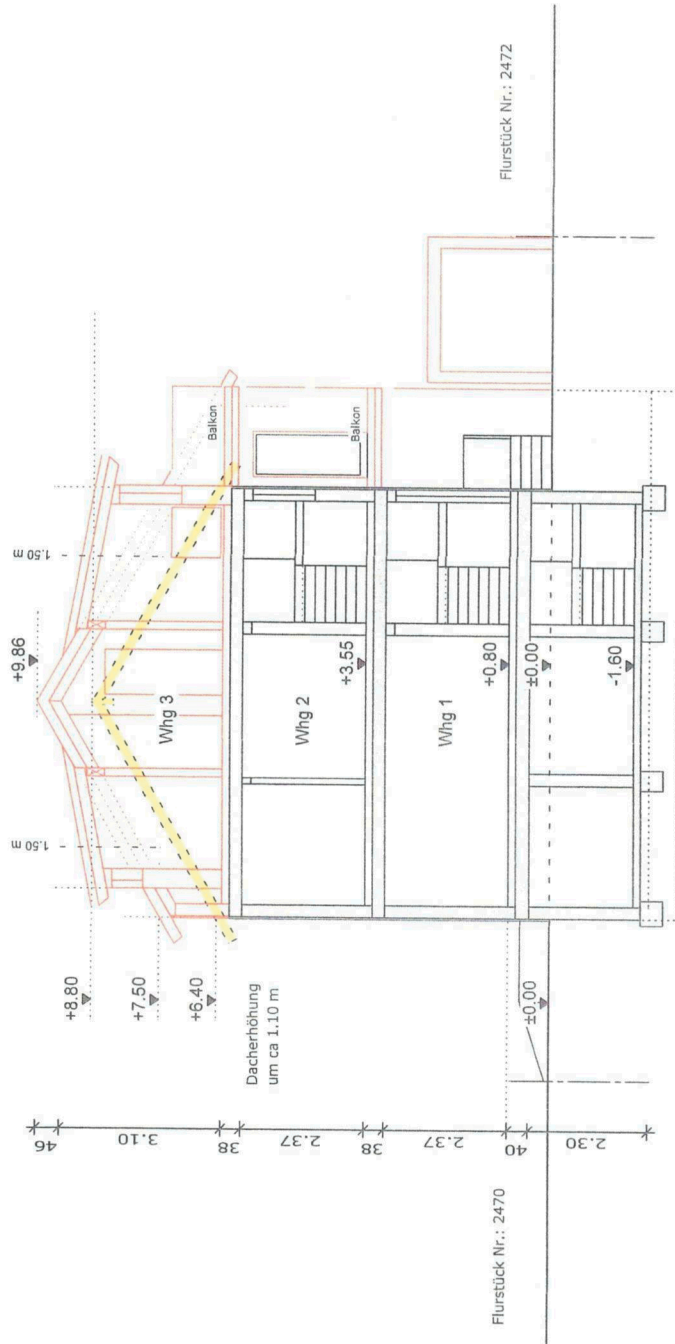 +9.86
1.50 m
1.50 m
+8.80
+7.50
+6.40
Dacherhöhung
um ca 1.10 m
Whg 3
Balkon
Whg 2
+3.55
Balkon
Whg 1
+0.80
±0.00
-1.60
±0.00
46
3.10
38
2.37
38
2.37
40
2.30
Flurstück Nr.: 2470
Flurstück Nr.: 2472